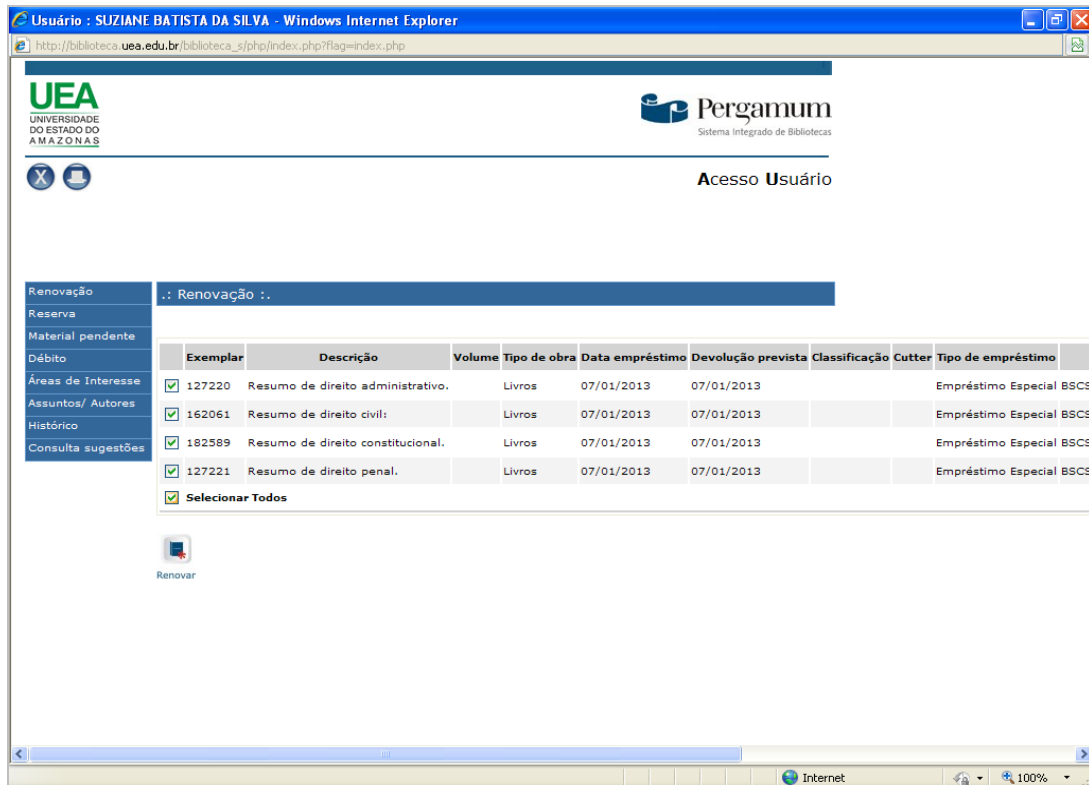 Usuário : SUZIANE BATISTA DA SILVA - Windows Internet Explorer
http://biblioteca.uea.edu.br/biblioteca_s/php/index.php?flag=index.php
UEA
UNIVERSIDADE
DO ESTADO DO
AMAZONAS
Pergamum
Sistema Integrado de Bibliotecas
X
Acesso Usuário
Renovação
Reserva
Material pendente
Débito
Áreas de Interesse
Assuntos/ Autores
Histórico
Consulta sugestões
.: Renovação :.
Exemplar Descrição Volume Tipo de obra Data empréstimo Devolução prevista Classificação Cutter Tipo de empréstimo
127220 Resumo de direito administrativo. Livros 07/01/2013 07/01/2013 Empréstimo Especial BSCS
162061 Resumo de direito civil: Livros 07/01/2013 07/01/2013 Empréstimo Especial BSCS
182589 Resumo de direito constitucional. Livros 07/01/2013 07/01/2013 Empréstimo Especial BSCS
127221 Resumo de direito penal. Livros 07/01/2013 07/01/2013 Empréstimo Especial BSCS
Selecionar Todos
Renovar
Internet 100%